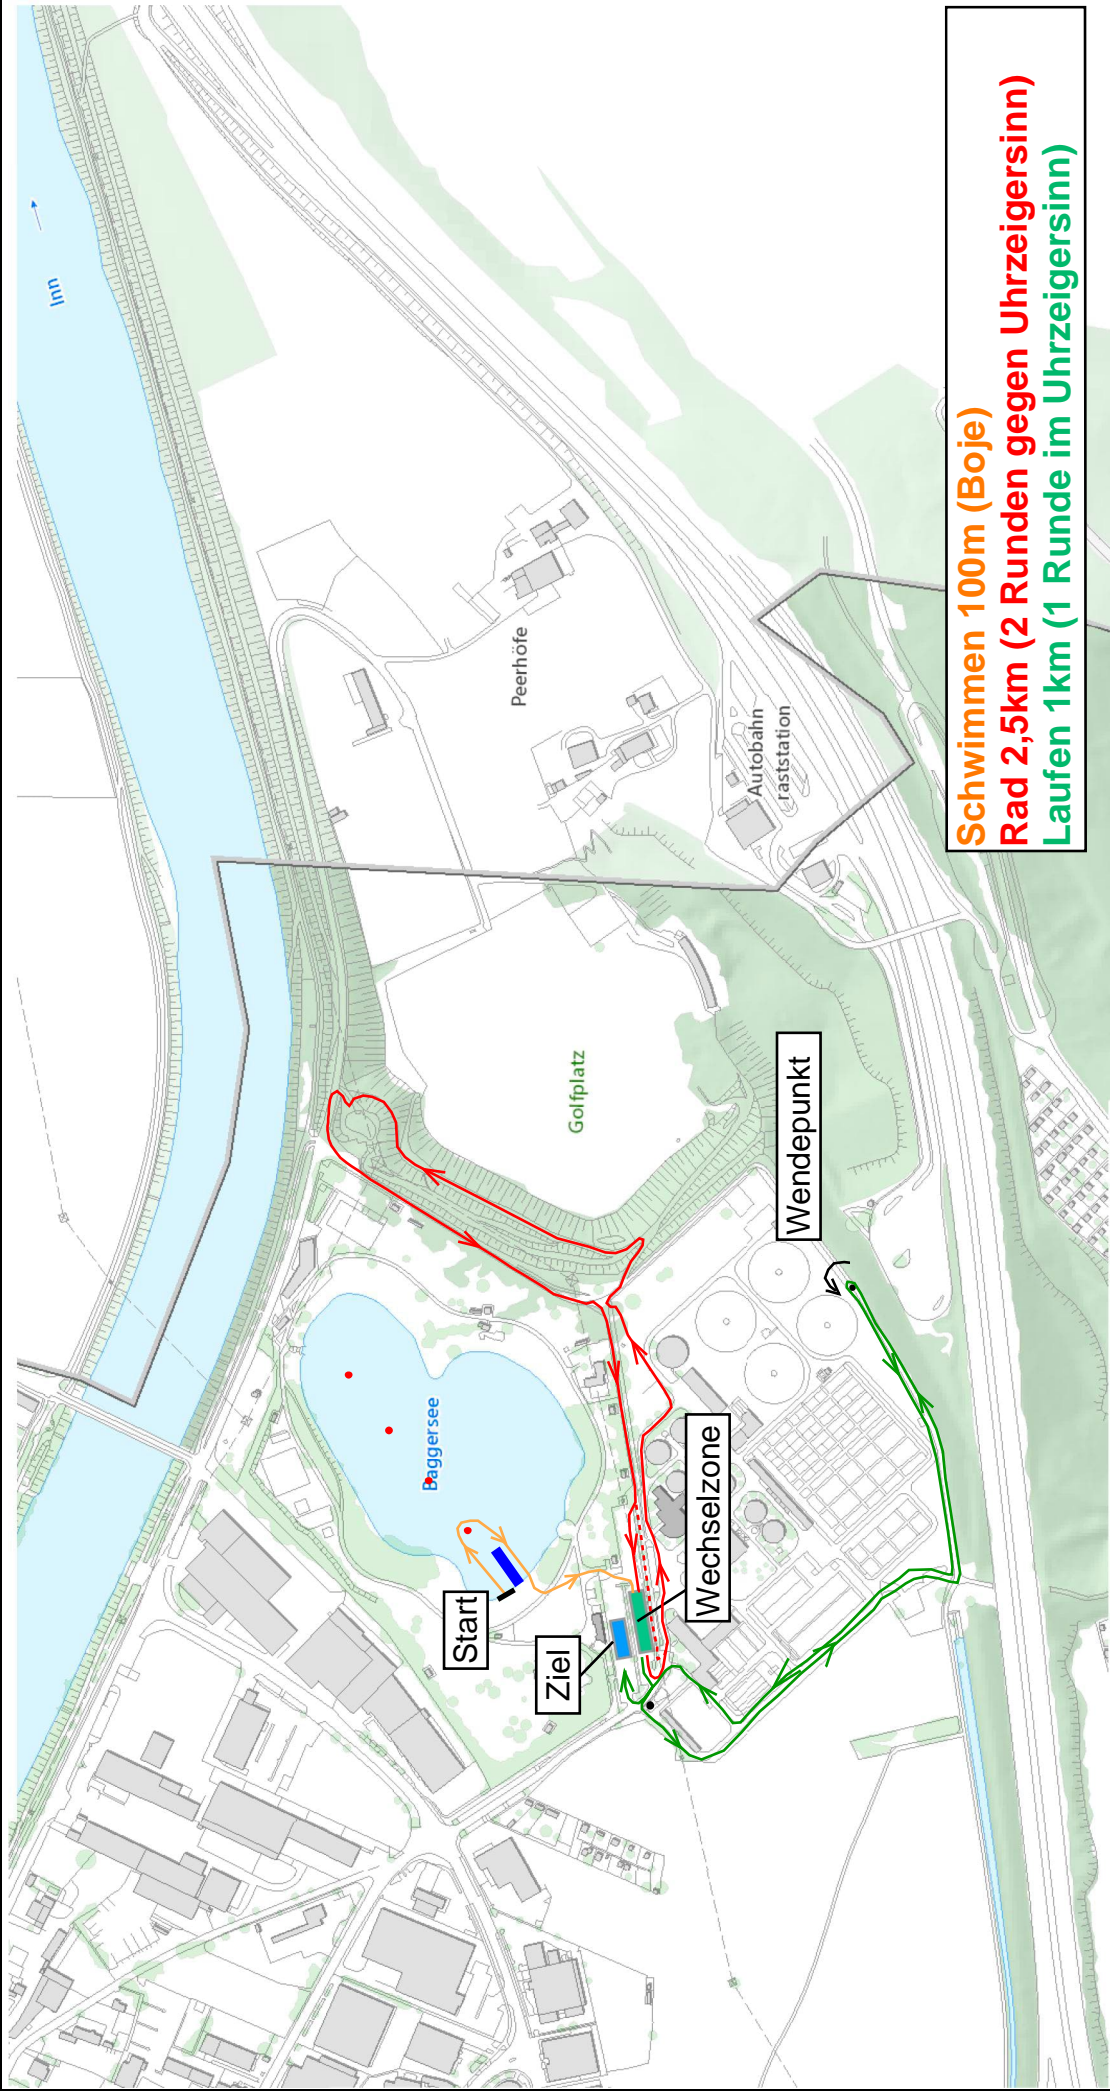 Inn
Peerhöfe
Autobahn
raststation
Golfplatz
Baggersee
Start
Ziel
Wechselzone
Wendepunkt
Schwimmen 100m (Boje)
Rad 2,5km (2 Runden gegen Uhrzeigersinn)
Laufen 1km (1 Runde im Uhrzeigersinn)